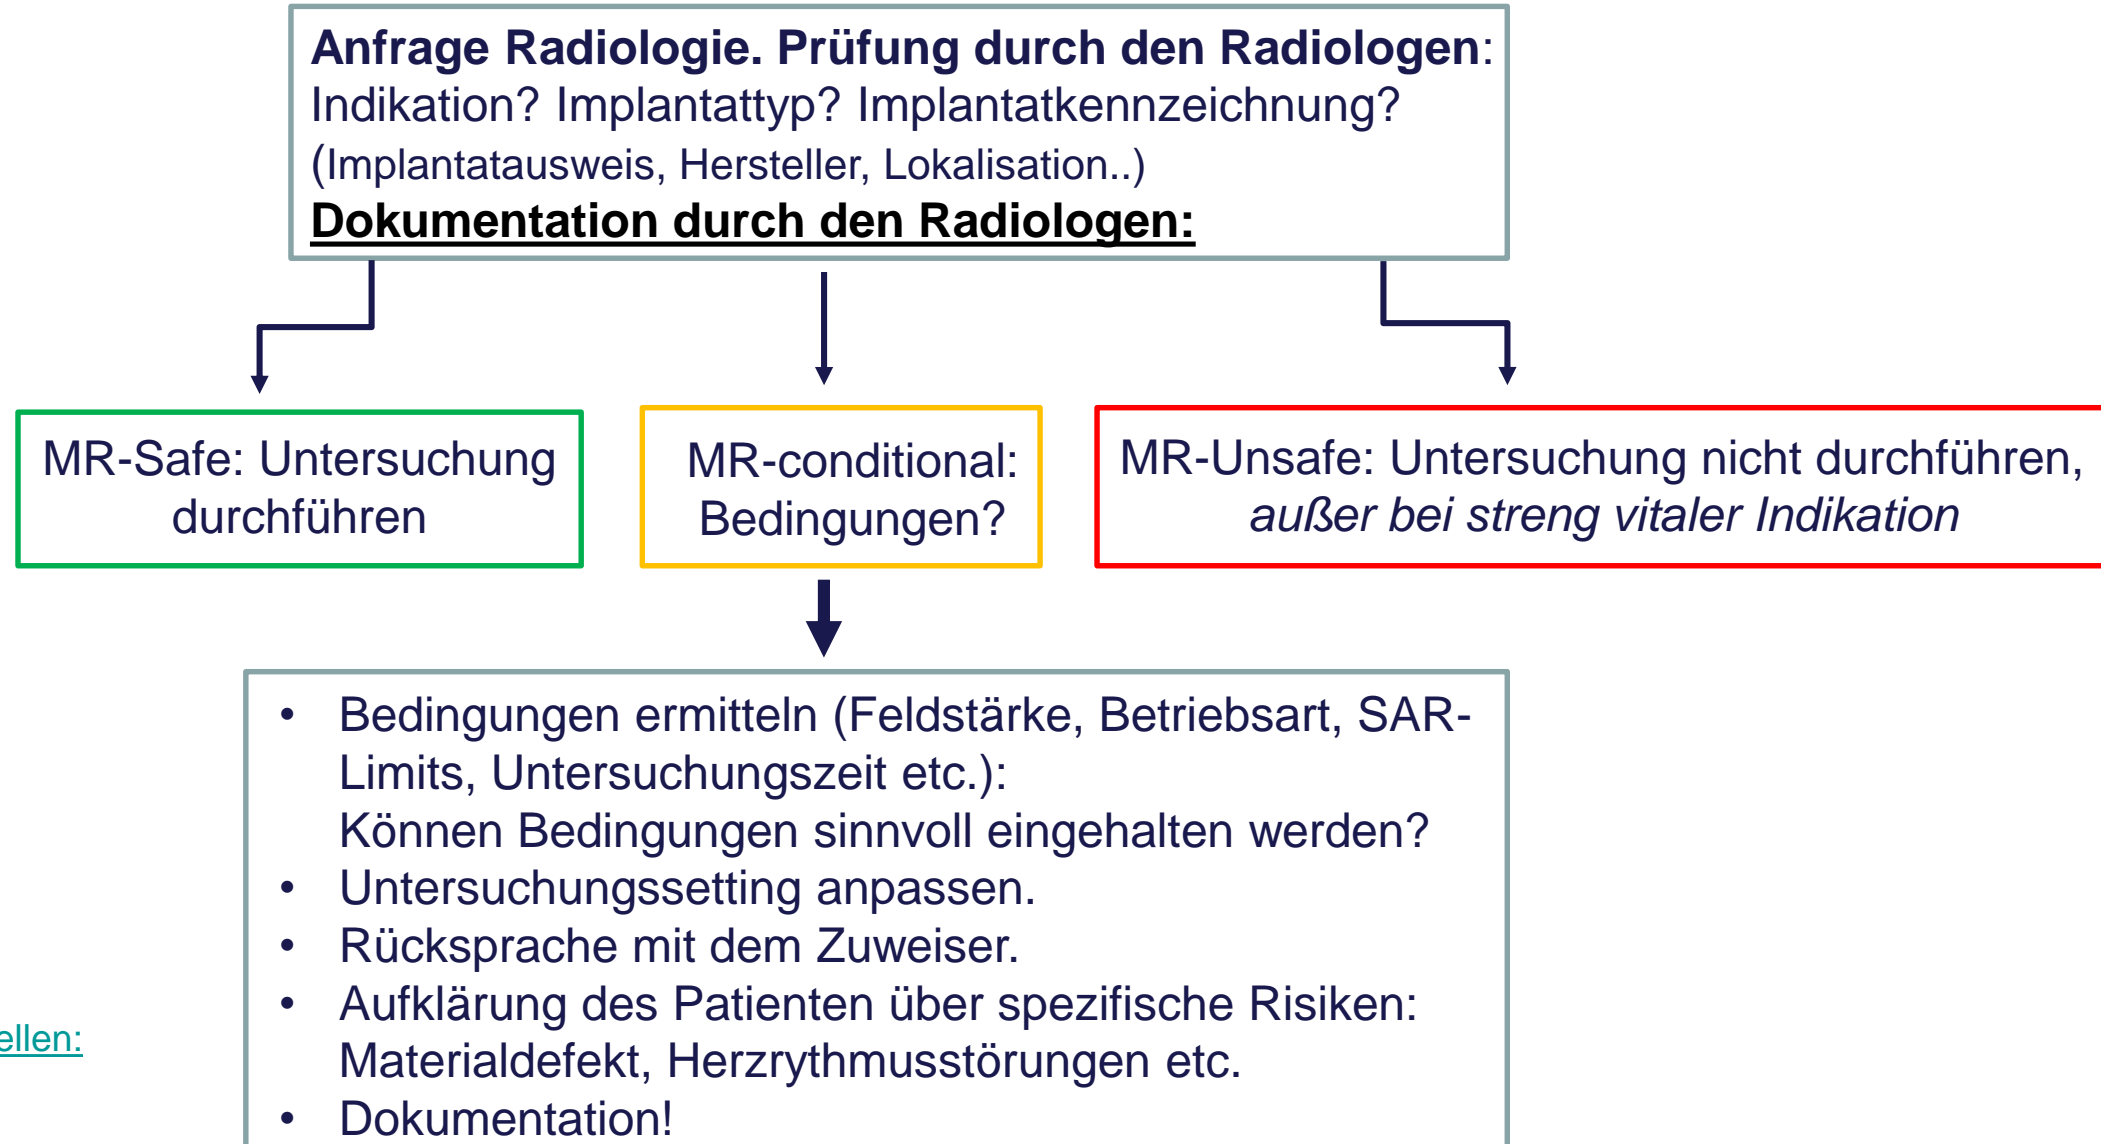 Anfrage Radiologie. Prüfung durch den Radiologen:
Indikation? Implantattyp? Implantatkennzeichnung?
(Implantatausweis, Hersteller, Lokalisation..)
Dokumentation durch den Radiologen:
MR-Safe: Untersuchung
durchführen
MR-conditional:
Bedingungen?
MR-Unsafe: Untersuchung nicht durchführen,
außer bei streng vitaler Indikation
• Bedingungen ermitteln (Feldstärke, Betriebsart, SAR-
Limits, Untersuchungszeit etc.):
Können Bedingungen sinnvoll eingehalten werden?
• Untersuchungssetting anpassen.
• Rücksprache mit dem Zuweiser.
• Aufklärung des Patienten über spezifische Risiken:
Materialdefekt, Herzrythmusstörungen etc.
• Dokumentation!
ellen: